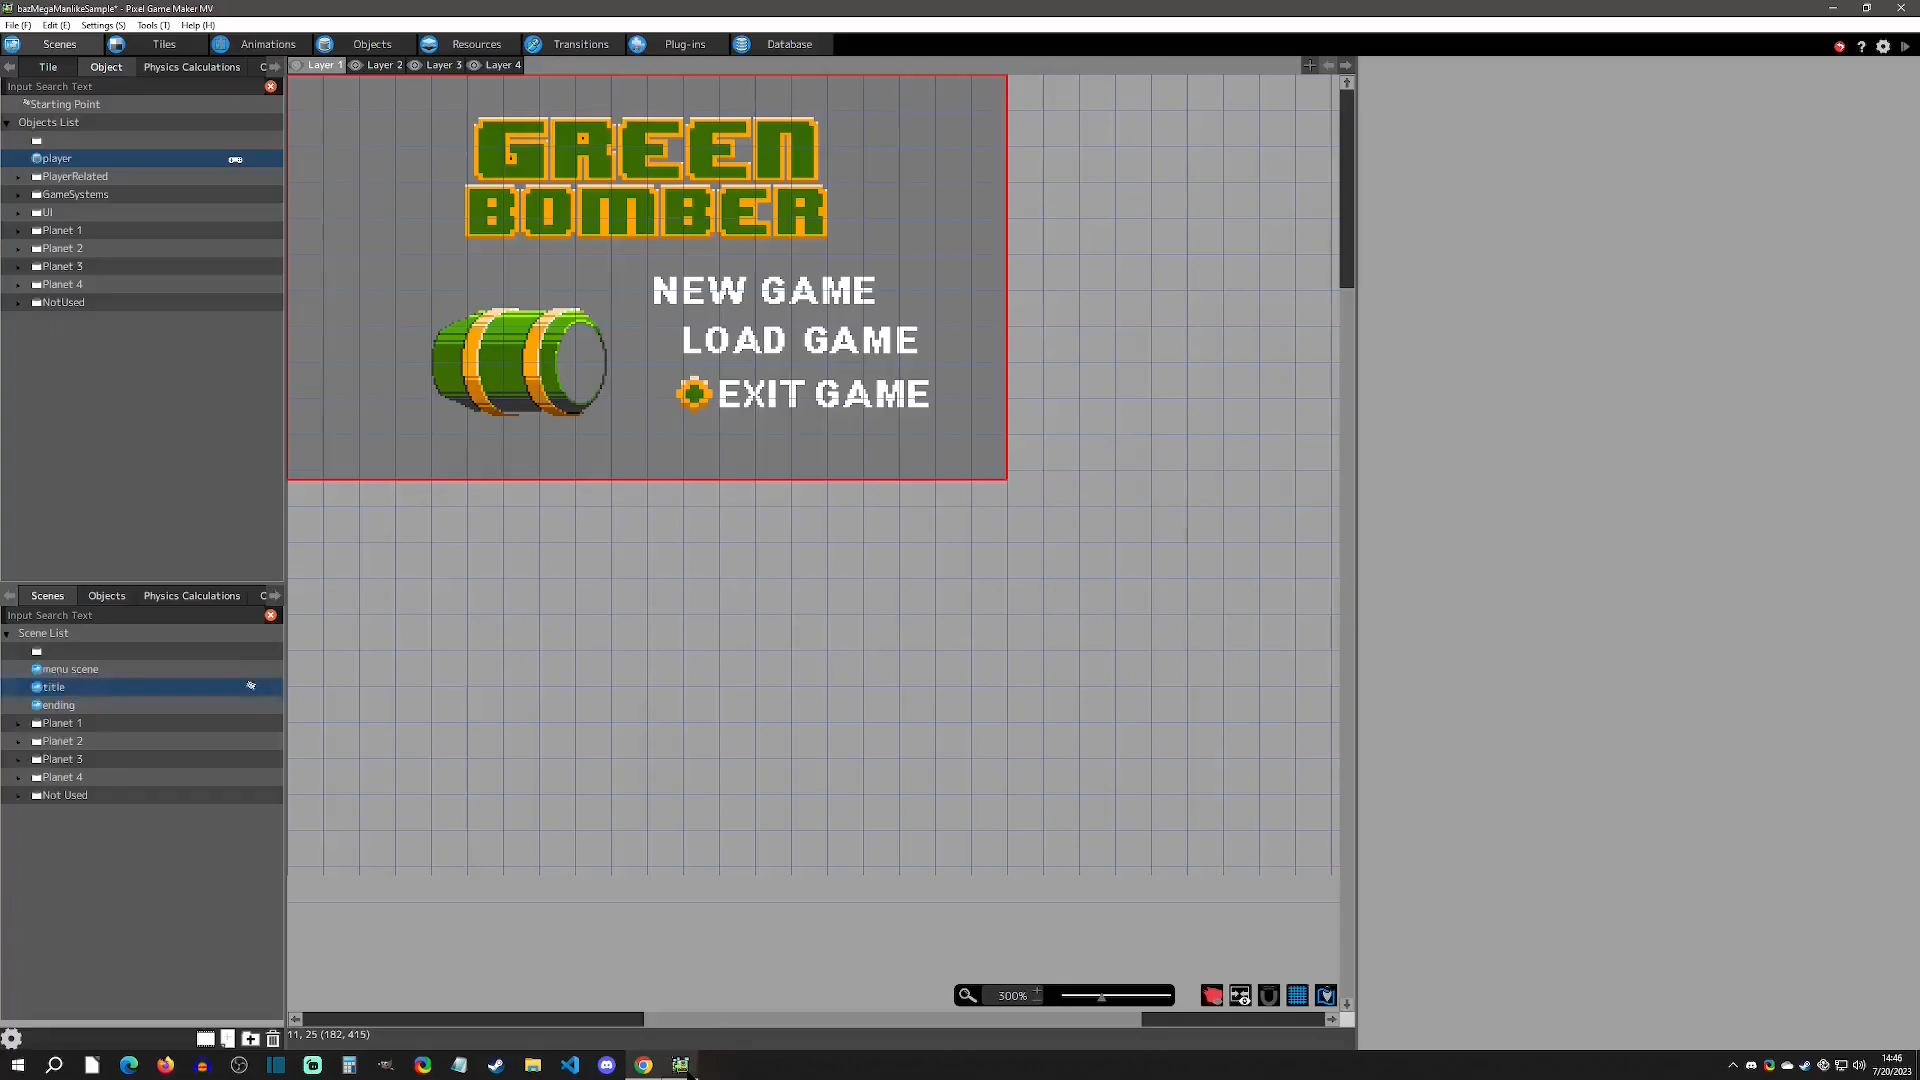 bazMegaManlikeSample* - Pixel Game Maker MV
File (F) Edit (E) Settings (S) Tools (T) Help (H)
Scenes Tiles Animations Objects Resources Transitions Plug-ins Database
Tile Object Physics Calculations C
Layer 1 Layer 2 Layer 3 Layer 4
Input Search Text
Starting Point
Objects List
player
PlayerRelated
GameSystems
UI
Planet 1
Planet 2
Planet 3
Planet 4
NotUsed
GREEN
BOMBER
NEW GAME
LOAD GAME
EXIT GAME
Scenes Objects Physics Calculations C
Input Search Text
Scene List
menu scene
title
ending
Planet 1
Planet 2
Planet 3
Planet 4
Not Used
300%
11, 25 (182, 415)
14:46
7/20/2023